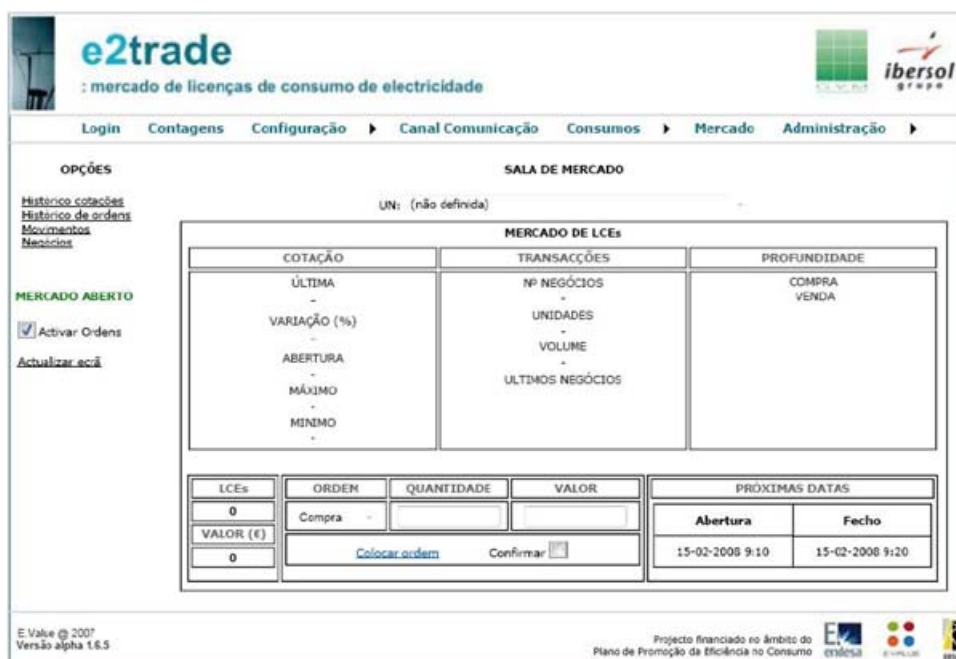 e2trade
: mercado de licenças de consumo de electricidade
GYM
ibersol
grupo
Login Contagens Configuração Canal Comunicação Consumos Mercado Administração
OPÇÕES
Histórico cotações
Histórico de ordens
Movimentos
Negócios
MERCADO ABERTO
Activar Ordens
Actualizar ecrã
SALA DE MERCADO
UN: (não definida)
MERCADO DE LCEs
COTAÇÃO TRANSACÇÕES PROFUNDIDADE
ÚLTIMA
-
VARIAÇÃO (%)
-
ABERTURA
-
MÁXIMO
-
MINIMO
-
Nº NEGÓCIOS
-
UNIDADES
-
VOLUME
-
ULTIMOS NEGÓCIOS
COMPRA
VENDA
LCEs
0
VALOR (€)
0
ORDEM QUANTIDADE VALOR
Compra
Colocar ordem Confirmar
PRÓXIMAS DATAS
Abertura Fecho
15-02-2008 9:10 15-02-2008 9:20
E.Value @ 2007
Versão alpha 1.6.5
Projecto financiado no âmbito do
Plano de Promoção da Eficiência no Consumo
endesa